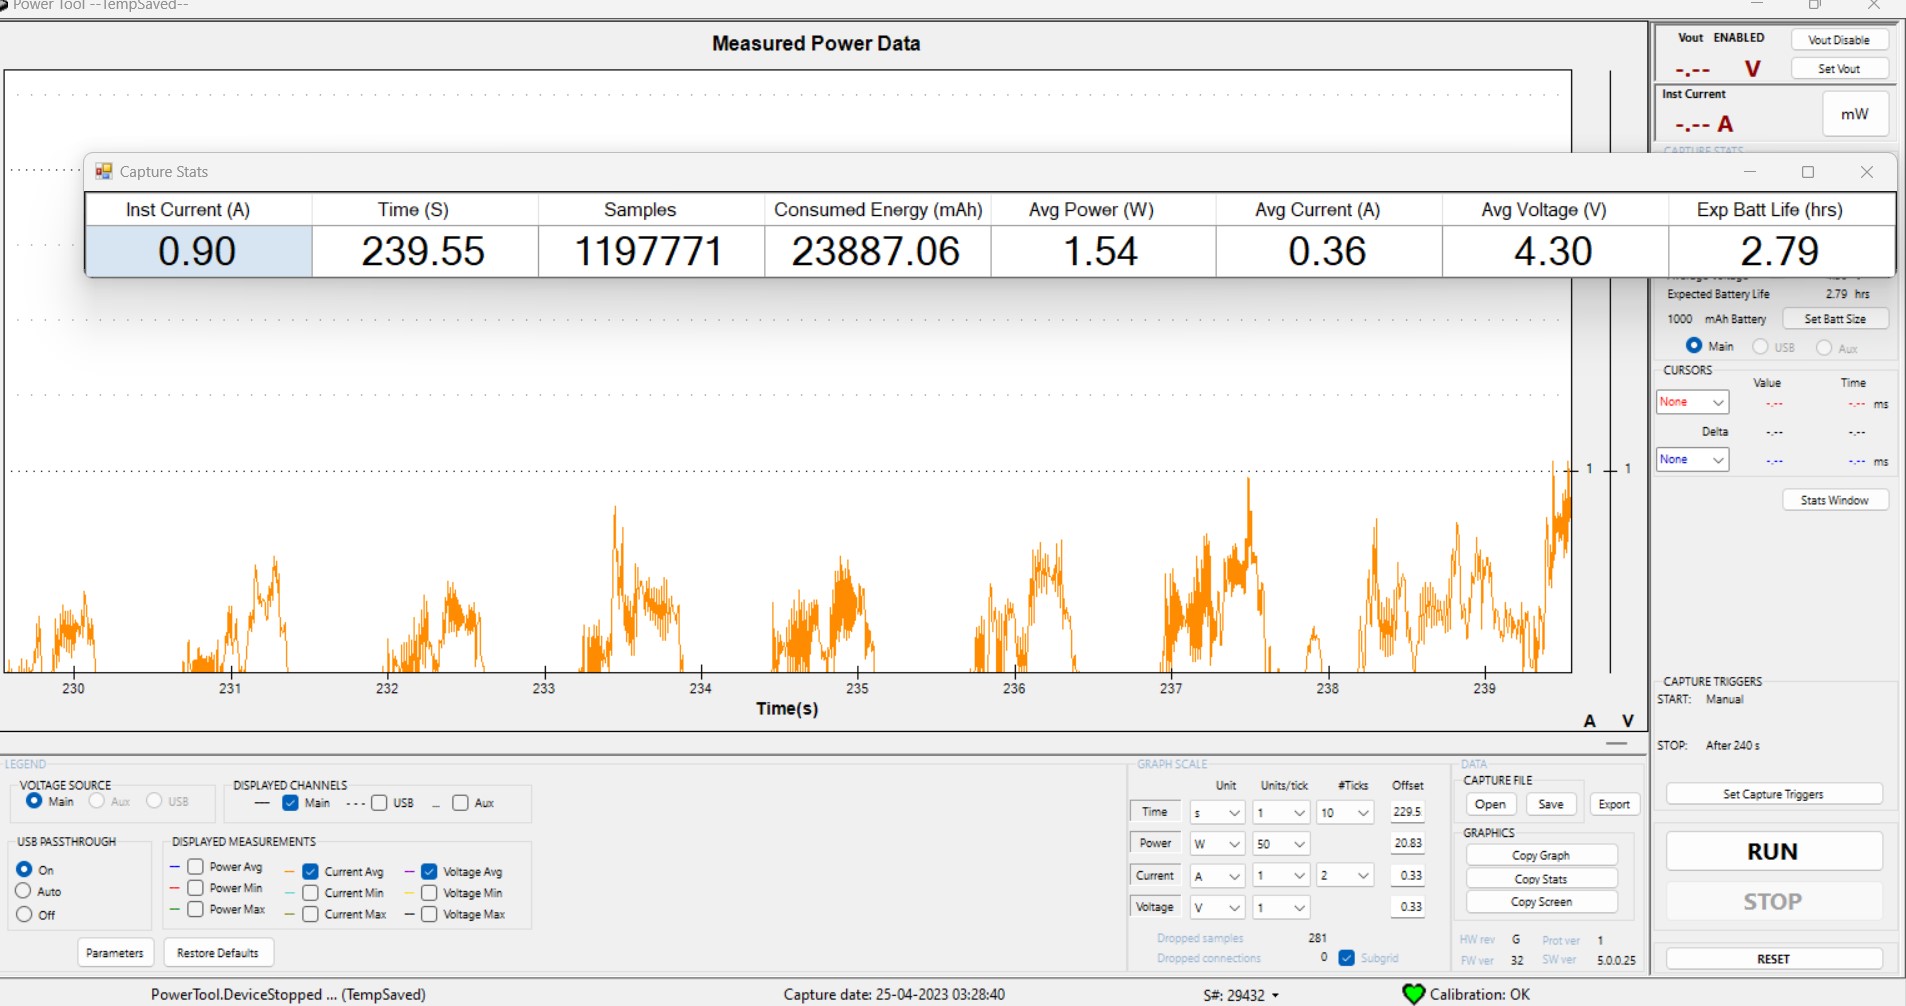 Power Tool --TempSaved--
Measured Power Data
Vout ENABLED
Vout Disable
-.-- V
Set Vout
Inst Current
-.-- A
mW
CAPTURE STATS
Capture Stats
Inst Current (A) Time (S) Samples Consumed Energy (mAh) Avg Power (W) Avg Current (A) Avg Voltage (V) Exp Batt Life (hrs)
0.90 239.55 1197771 23887.06 1.54 0.36 4.30 2.79
Expected Battery Life 2.79 hrs
1000 mAh Battery Set Batt Size
Main USB Aux
CURSORS
Value Time
None -.-- -.-- ms
Delta -.-- -.--
None -.-- -.-- ms
Stats Window
1 1
230 231 232 233 234 235 236 237 238 239
Time(s)
A V
CAPTURE TRIGGERS
START: Manual
STOP: After 240 s
Set Capture Triggers
RUN
STOP
RESET
LEGEND
VOLTAGE SOURCE
Main Aux USB
DISPLAYED CHANNELS
Main USB Aux
USB PASSTHROUGH
On
Auto
Off
DISPLAYED MEASUREMENTS
Power Avg Current Avg Voltage Avg
Power Min Current Min Voltage Min
Power Max Current Max Voltage Max
Parameters Restore Defaults
GRAPH SCALE
Unit Units/tick #Ticks Offset
Time s 1 10 229.5
Power W 50 20.83
Current A 1 2 0.33
Voltage V 1 0.33
Dropped samples 281
Dropped connections 0 Subgrid
DATA
CAPTURE FILE
Open Save Export
GRAPHICS
Copy Graph
Copy Stats
Copy Screen
HW rev G Prot ver 1
FW ver 32 SW ver 5.0.0.25
PowerTool.DeviceStopped ... (TempSaved) Capture date: 25-04-2023 03:28:40 S#: 29432 Calibration: OK